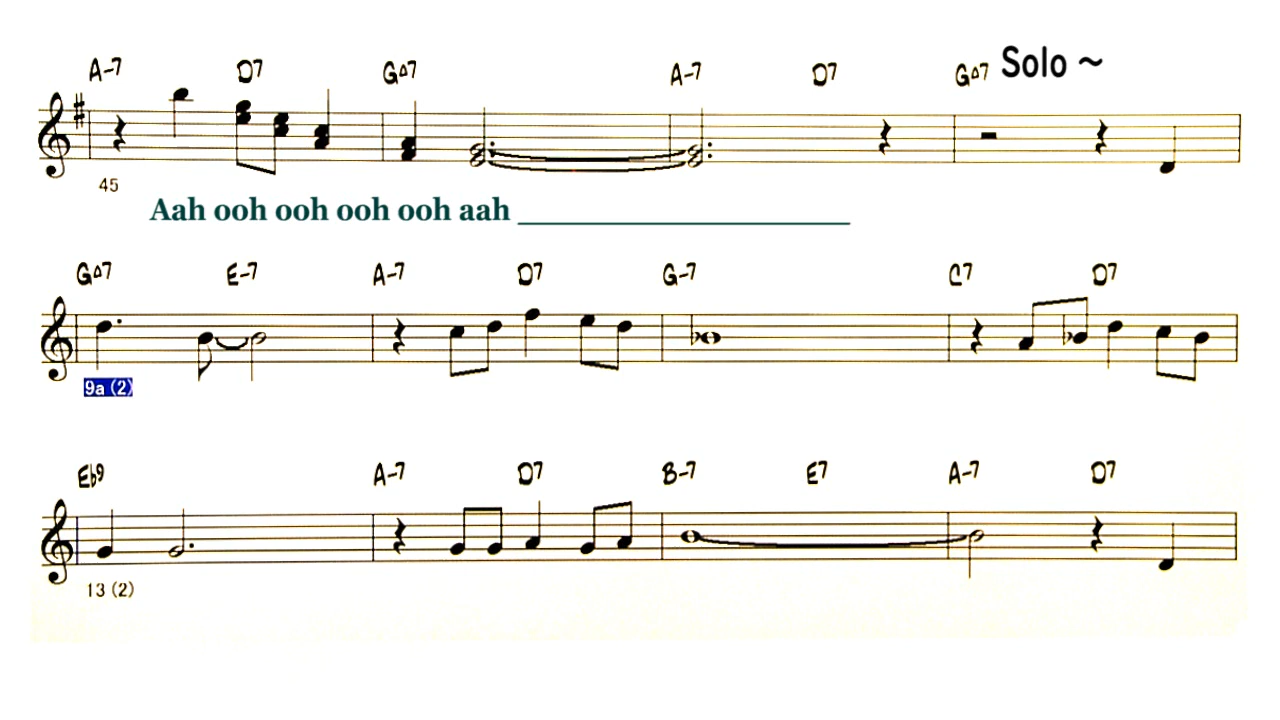 A-7 D7 G△7 A-7 D7 G△7 Solo ~
45
Aah ooh ooh ooh ooh aah ______________________
G△7 E-7 A-7 D7 G-7 C7 D7
9a (2)
E♭9 A-7 D7 B-7 E7 A-7 D7
13 (2)